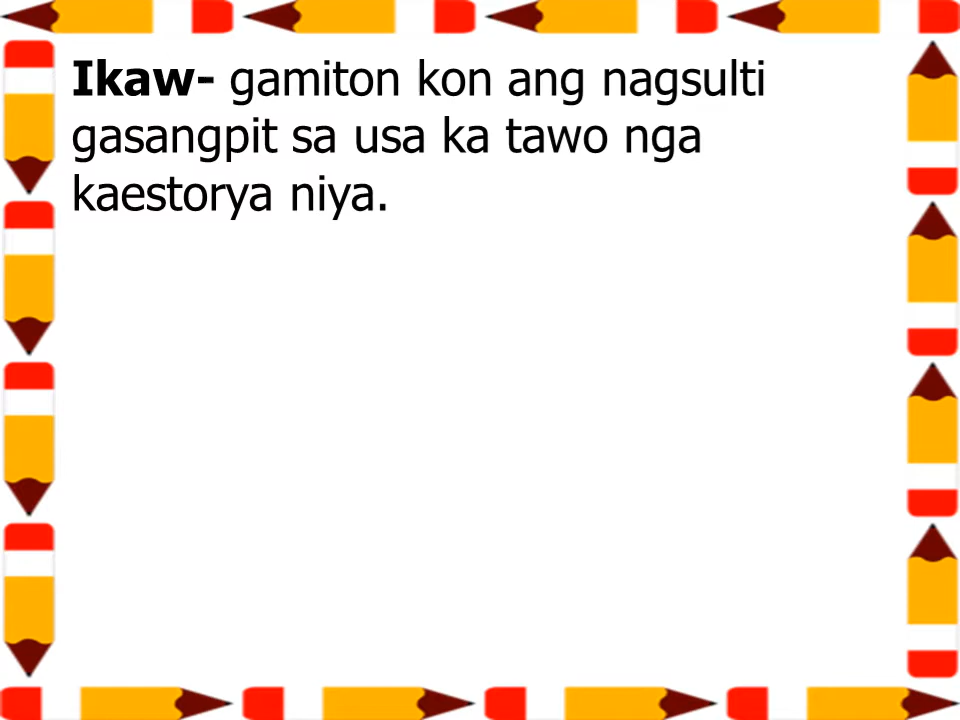 Ikaw- gamiton kon ang nagsulti
gasangpit sa usa ka tawo nga
kaestorya niya.